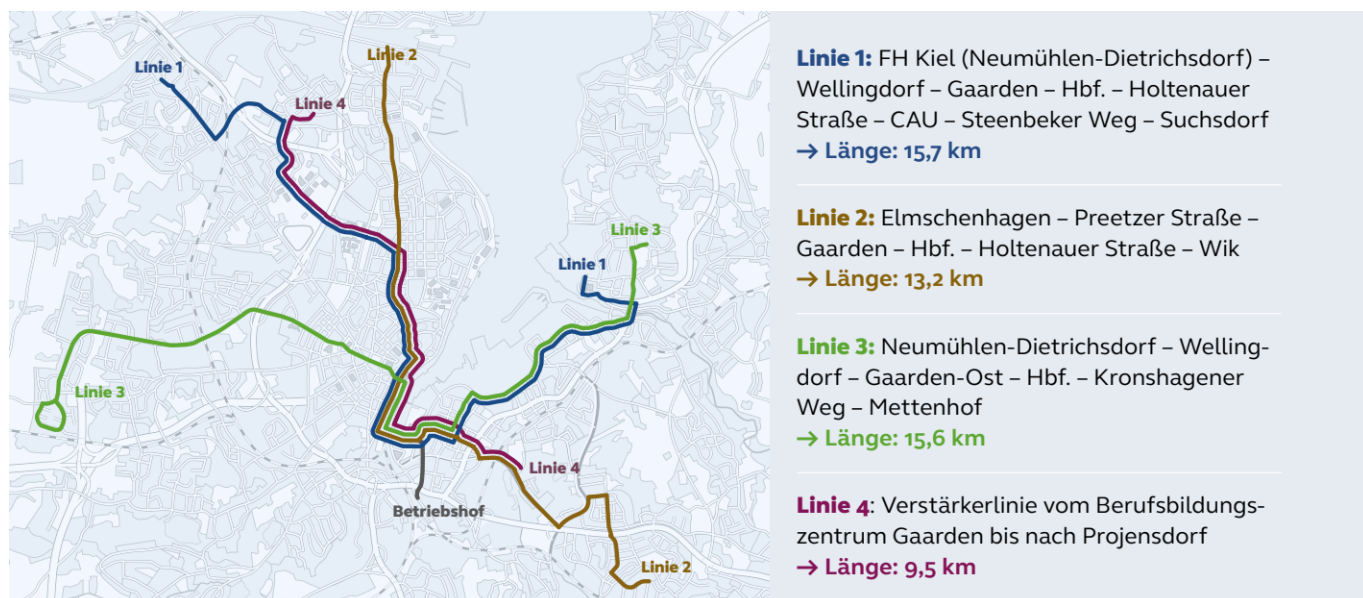 Linie 1
Linie 2
Linie 4
Linie 3
Linie 1
Linie 3
Linie 4
Betriebshof
Linie 2
Linie 1: FH Kiel (Neumühlen-Dietrichsdorf) –
Wellingdorf – Gaarden – Hbf. – Holtenauer
Straße – CAU – Steenbeker Weg – Suchsdorf
→ Länge: 15,7 km
Linie 2: Elmschenhagen – Preetzer Straße –
Gaarden – Hbf. – Holtenauer Straße – Wik
→ Länge: 13,2 km
Linie 3: Neumühlen-Dietrichsdorf – Welling-
dorf – Gaarden-Ost – Hbf. – Kronshagener
Weg – Mettenhof
→ Länge: 15,6 km
Linie 4: Verstärkerlinie vom Berufsbildungs-
zentrum Gaarden bis nach Projensdorf
→ Länge: 9,5 km